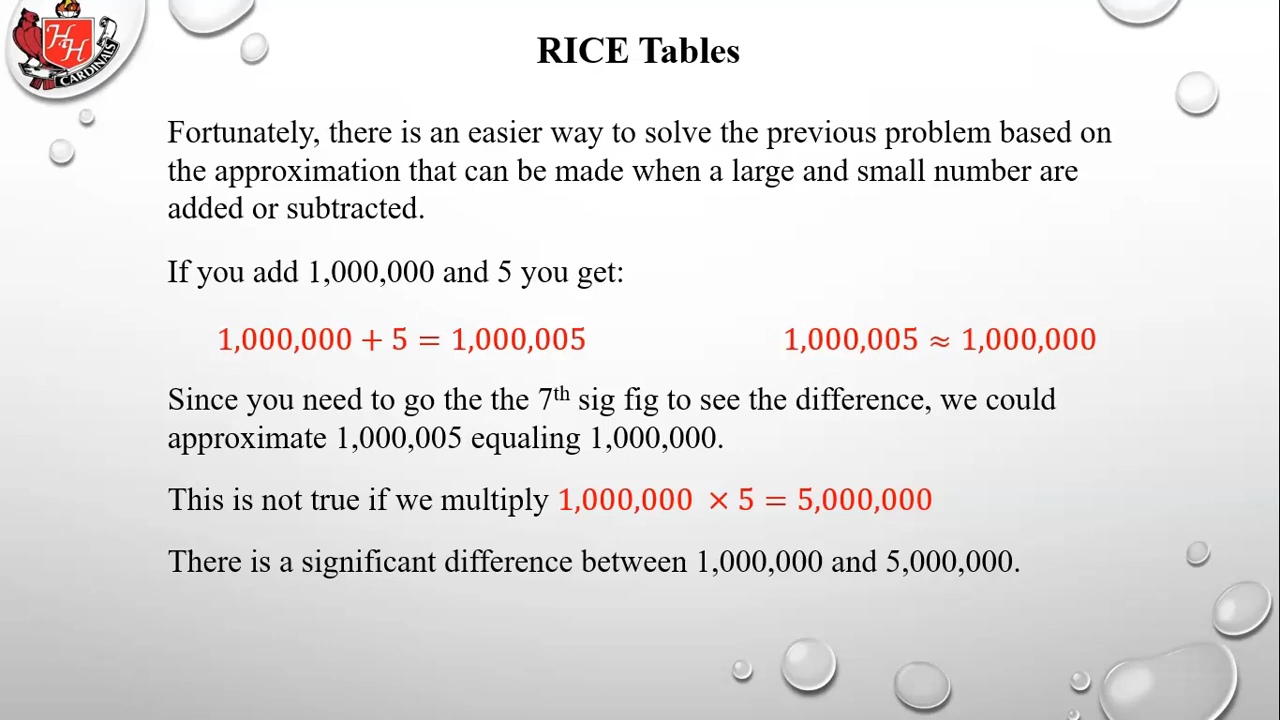 HH
CARDINALS
RICE Tables
Fortunately, there is an easier way to solve the previous problem based on
the approximation that can be made when a large and small number are
added or subtracted.
If you add 1,000,000 and 5 you get:
1,000,000 + 5 = 1,000,005 1,000,005 ≈ 1,000,000
Since you need to go the the 7th sig fig to see the difference, we could
approximate 1,000,005 equaling 1,000,000.
This is not true if we multiply 1,000,000 × 5 = 5,000,000
There is a significant difference between 1,000,000 and 5,000,000.